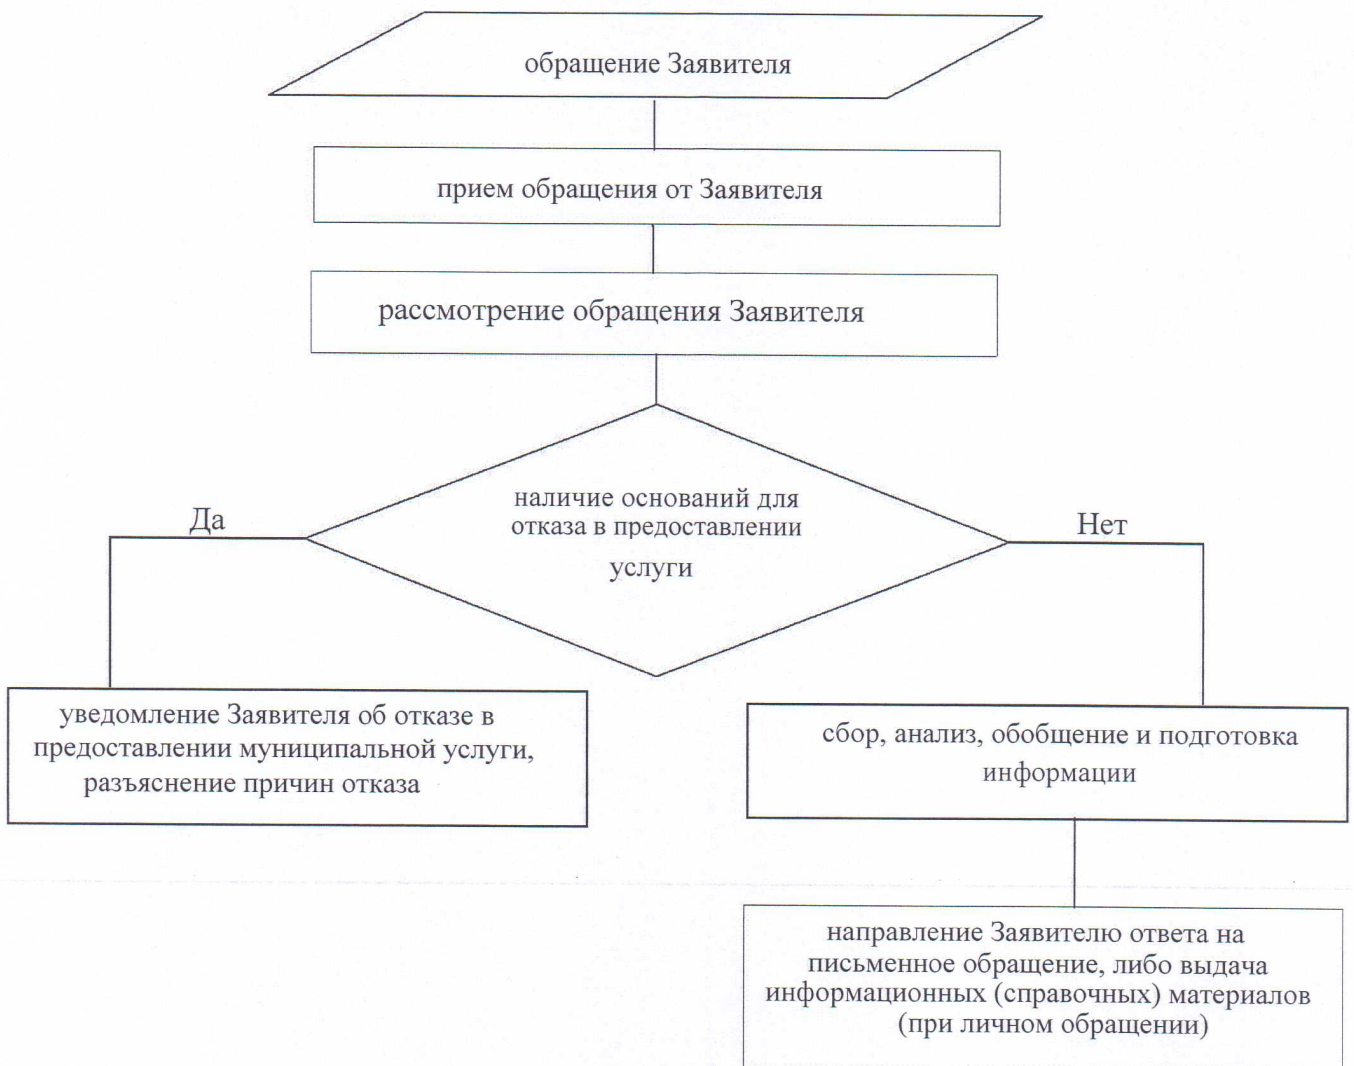 обращение Заявителя
прием обращения от Заявителя
рассмотрение обращения Заявителя
наличие оснований для
отказа в предоставлении
услуги
Да
Нет
уведомление Заявителя об отказе в
предоставлении муниципальной услуги,
разъяснение причин отказа
сбор, анализ, обобщение и подготовка
информации
направление Заявителю ответа на
письменное обращение, либо выдача
информационных (справочных) материалов
(при личном обращении)